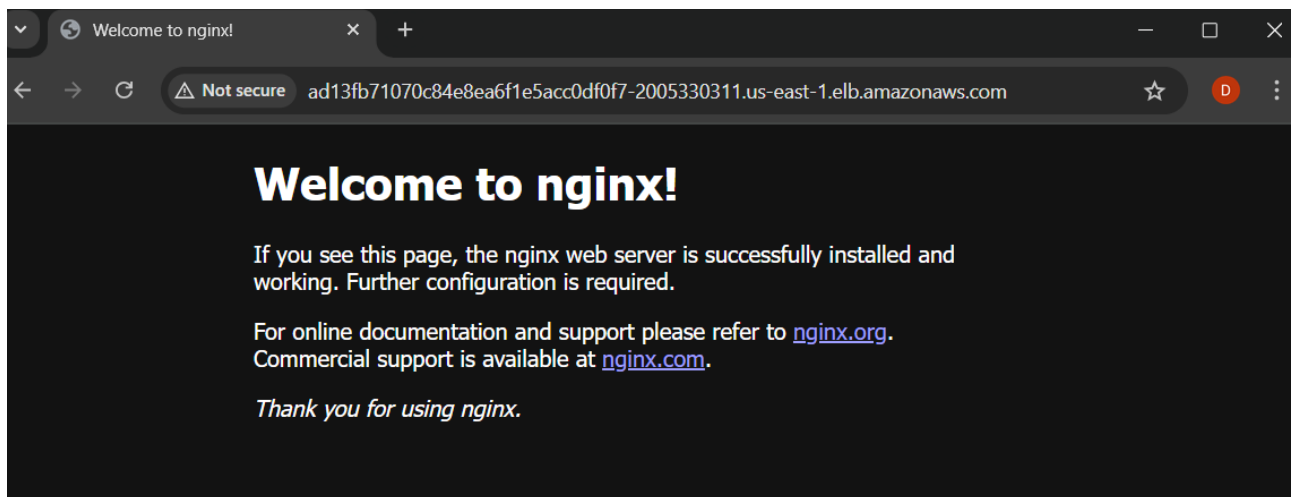 Welcome to nginx!
Not secure ad13fb71070c84e8ea6f1e5acc0df0f7-2005330311.us-east-1.elb.amazonaws.com D
Welcome to nginx!
If you see this page, the nginx web server is successfully installed and
working. Further configuration is required.
For online documentation and support please refer to nginx.org.
Commercial support is available at nginx.com.
Thank you for using nginx.